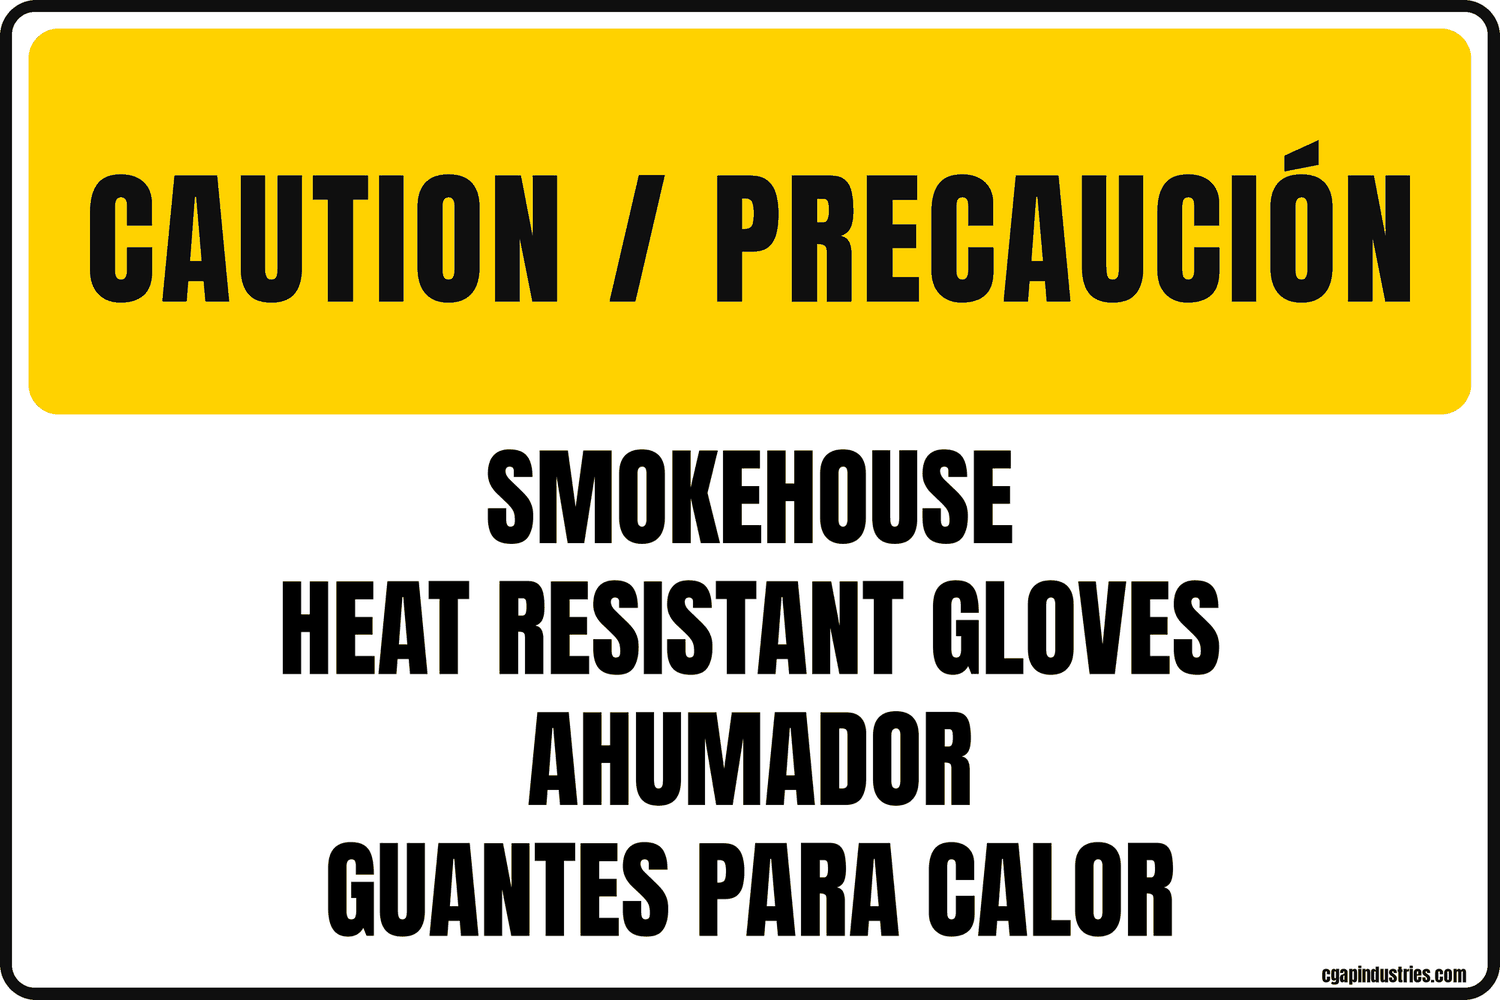 CAUTION / PRECAUCIÓN
SMOKEHOUSE
HEAT RESISTANT GLOVES
AHUMADOR
GUANTES PARA CALOR
cgapindustries.com